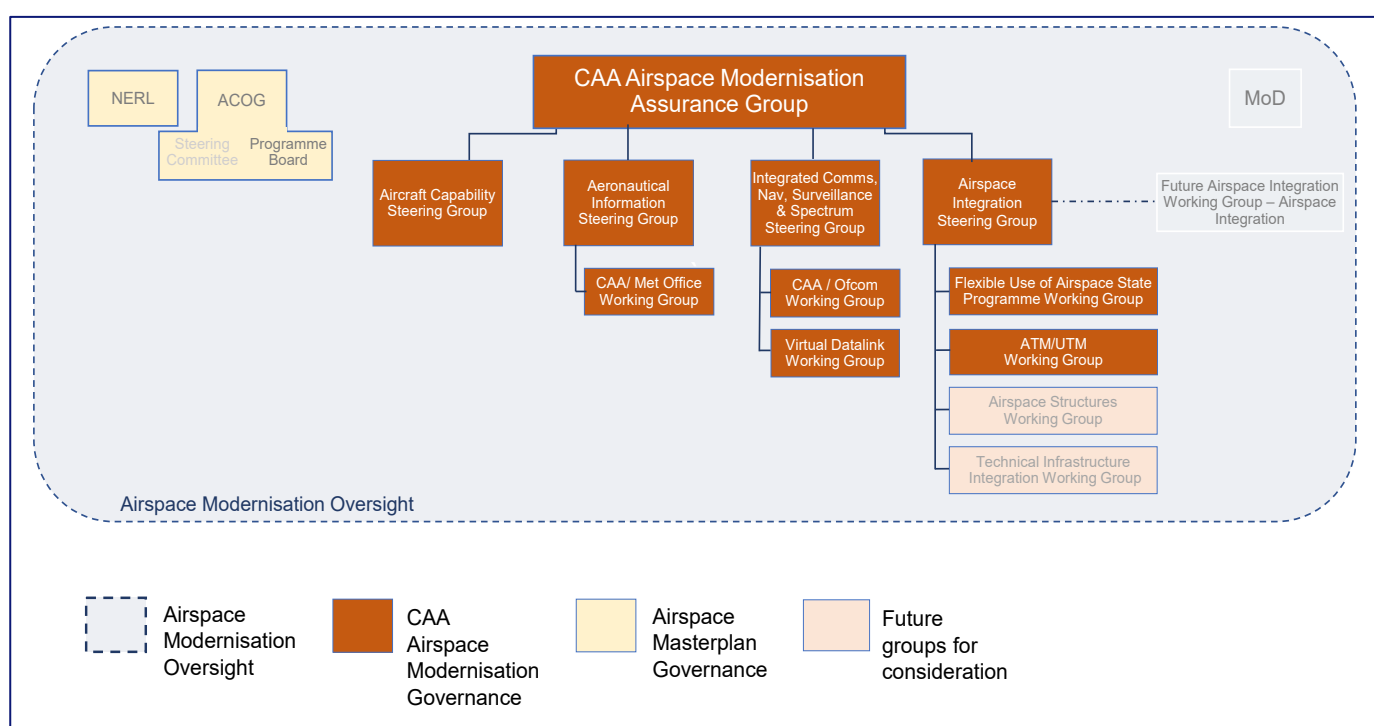 NERL
ACOG
Steering
Committee
Programme
Board
CAA Airspace Modernisation
Assurance Group
MoD
Aircraft Capability
Steering Group
Aeronautical
Information
Steering Group
Integrated Comms,
Nav, Surveillance
& Spectrum
Steering Group
Airspace
Integration
Steering Group
Future Airspace Integration
Working Group – Airspace
Integration
CAA/ Met Office
Working Group
CAA / Ofcom
Working Group
Virtual Datalink
Working Group
Flexible Use of Airspace State
Programme Working Group
ATM/UTM
Working Group
Airspace Structures
Working Group
Technical Infrastructure
Integration Working Group
Airspace Modernisation Oversight
Airspace
Modernisation
Oversight
CAA
Airspace
Modernisation
Governance
Airspace
Masterplan
Governance
Future
groups for
consideration